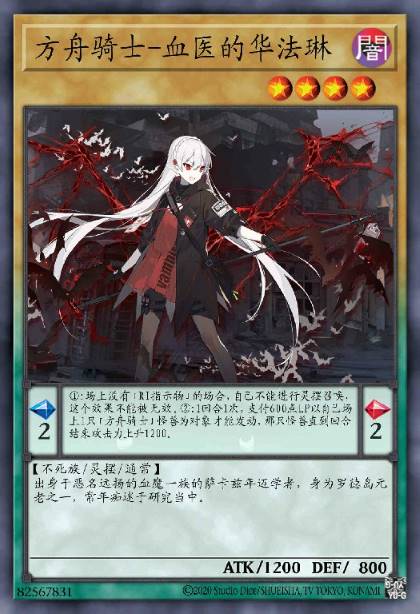 方舟骑士-血医的华法琳
闇
vampire
①:场上没有「RI指示物」的场合,自己不能进行灵摆召唤,
这个效果不能被无效。②:1回合1次,支付600点LP以自己场
上1只「方舟骑士」怪兽为对象才能发动。那只怪兽直到回合
结束攻击力上升1200。
2
2
【不死族/灵摆/通常】
出身于恶名远扬的血魔一族的萨卡兹年迈学者,身为罗德岛元
老之一,常年痴迷于研究当中。
ATK/1200 DEF/ 800
82567831
©2020 Studio Dice/SHUEISHA, TV TOKYO, KONAMI